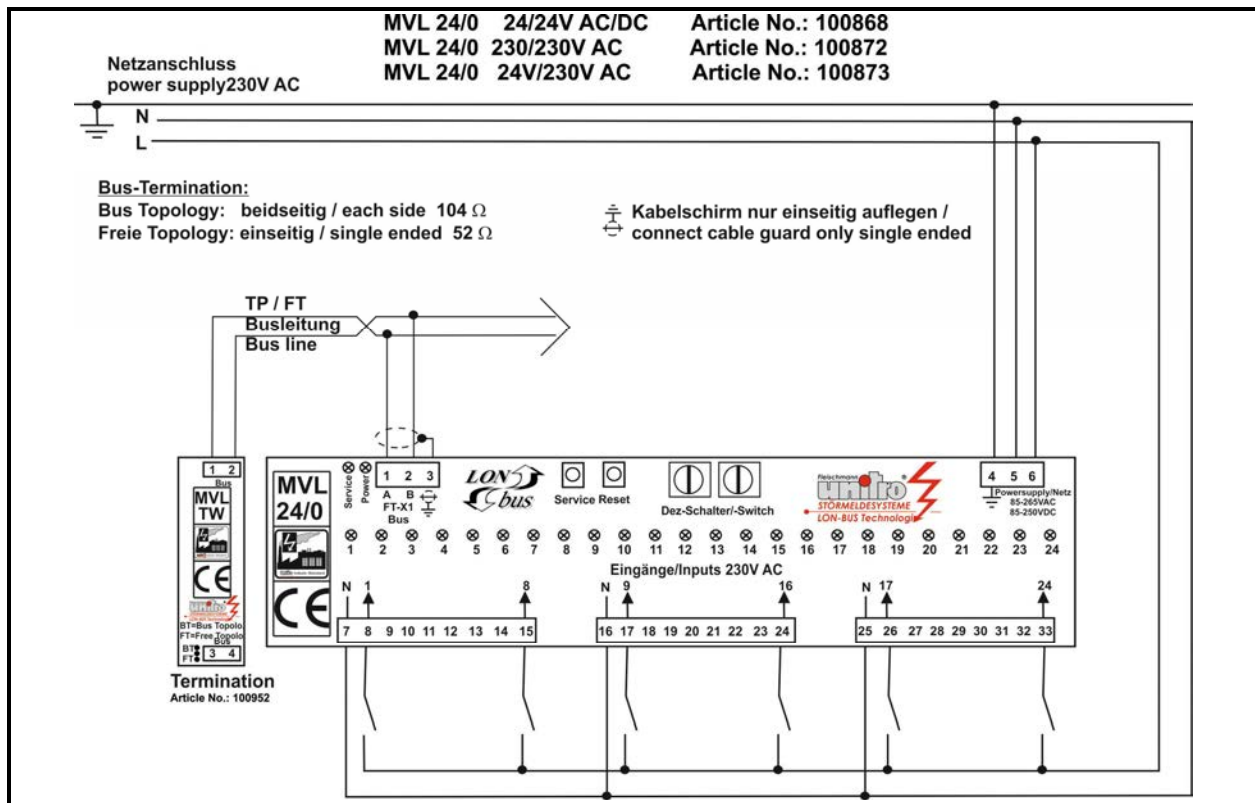 MVL 24/0 24/24V AC/DC Article No.: 100868
MVL 24/0 230/230V AC Article No.: 100872
MVL 24/0 24V/230V AC Article No.: 100873
Netzanschluss
power supply230V AC
N
L
Bus-Termination:
Bus Topology: beidseitig / each side 104 Ω
Freie Topology: einseitig / single ended 52 Ω
Kabelschirm nur einseitig auflegen /
connect cable guard only single ended
TP / FT
Busleitung
Bus line
1 2
Bus
MVL
TW
CE
unitro
BT=Bus Topolo.
FT=Free Topolo
Bus
BT
FT
3 4
Termination
Article No.: 100952
MVL
24/0
CE
Service
Power
1 2 3
A B
FT-X1
Bus
LON
bus
Service Reset
Dez-Schalter/-Switch
Fleischmann
unitro ®
STÖRMELDESYSTEME
LON-BUS Technologie
4 5 6
Powersupply/Netz
85-265VAC
85-250VDC
1 2 3 4 5 6 7 8 9 10 11 12 13 14 15 16 17 18 19 20 21 22 23 24
Eingänge/Inputs 230V AC
N 1 8 N 9 16 N 17 24
7 8 9 10 11 12 13 14 15
16 17 18 19 20 21 22 23 24
25 26 27 28 29 30 31 32 33